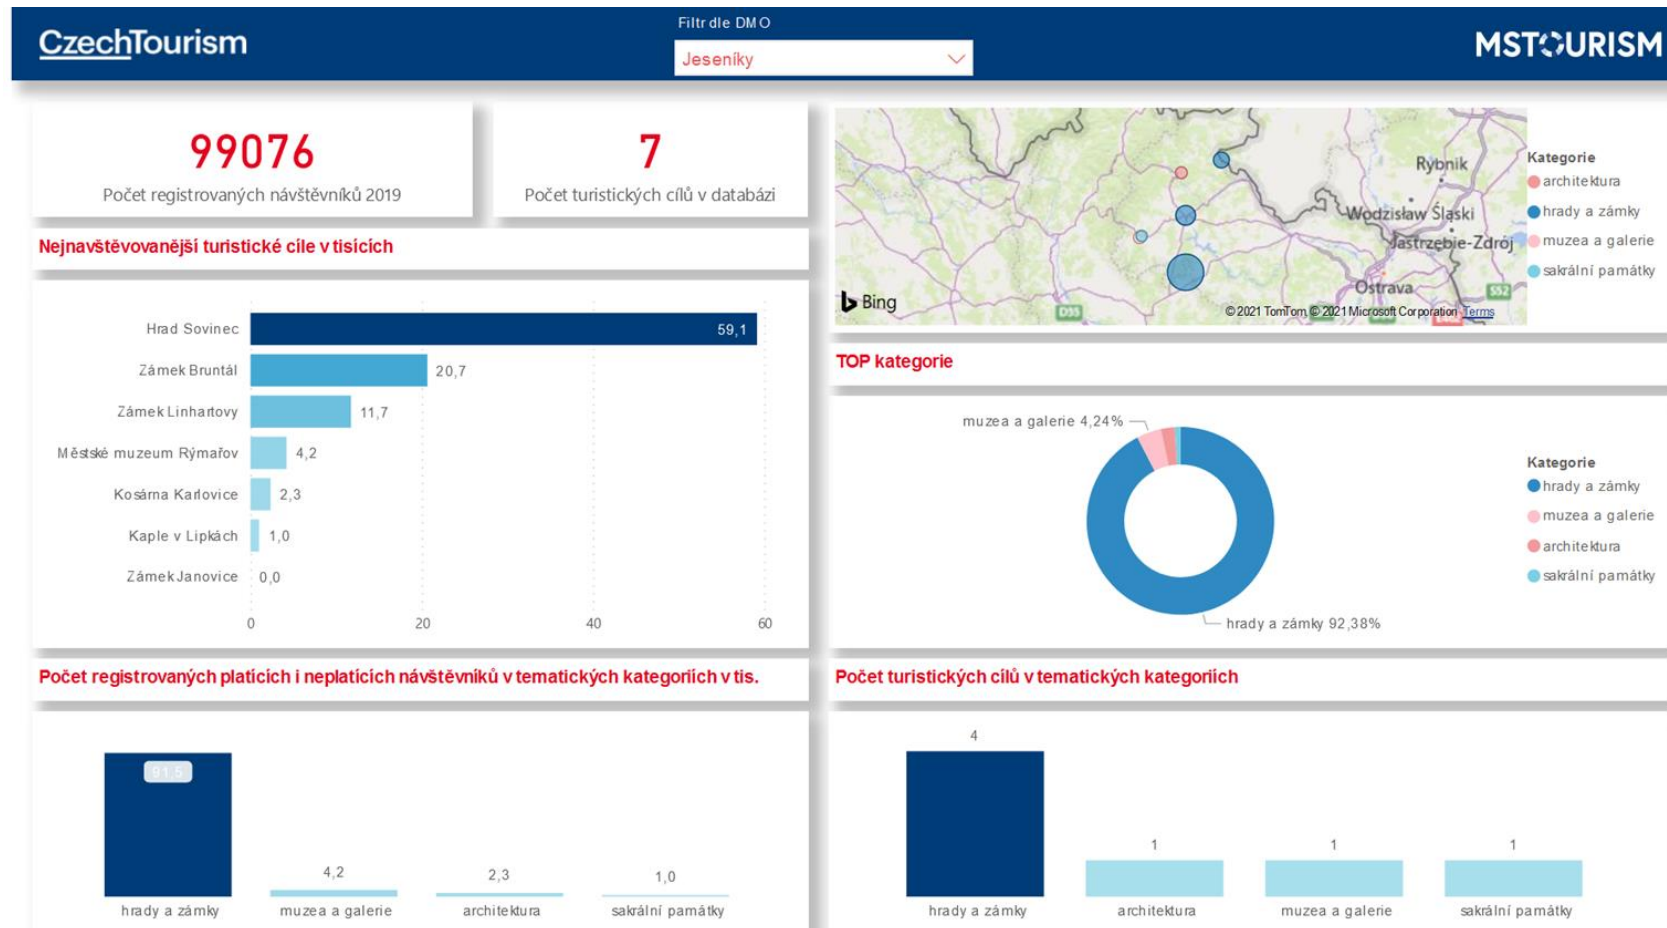 CzechTourism
Filtr dle DMO
Jeseníky
MSTOURISM
99076
Počet registrovaných návštěvníků 2019
7
Počet turistických cílů v databázi
Nejnavštěvovanější turistické cíle v tisících
Hrad Sovinec
59,1
Zámek Bruntál
20,7
Zámek Linhartovy
11,7
Městské muzeum Rýmařov
4,2
Kosárna Karlovice
2,3
Kaple v Lipkách
1,0
Zámek Janovice
0,0
0 20 40 60
Rybnik
Wodzisław Śląski
Jastrzębie-Zdrój
Ostrava
S52
D35
Bing
© 2021 TomTom, © 2021 Microsoft Corporation Terms
Kategorie
architektura
hrady a zámky
muzea a galerie
sakrální památky
TOP kategorie
muzea a galerie 4,24%
hrady a zámky 92,38%
Kategorie
hrady a zámky
muzea a galerie
architektura
sakrální památky
Počet registrovaných platících i neplatících návštěvníků v tematických kategoriích v tis.
91,5
4,2
2,3
1,0
hrady a zámky
muzea a galerie
architektura
sakrální památky
Počet turistických cílů v tematických kategoriích
4
1
1
1
hrady a zámky
architektura
muzea a galerie
sakrální památky